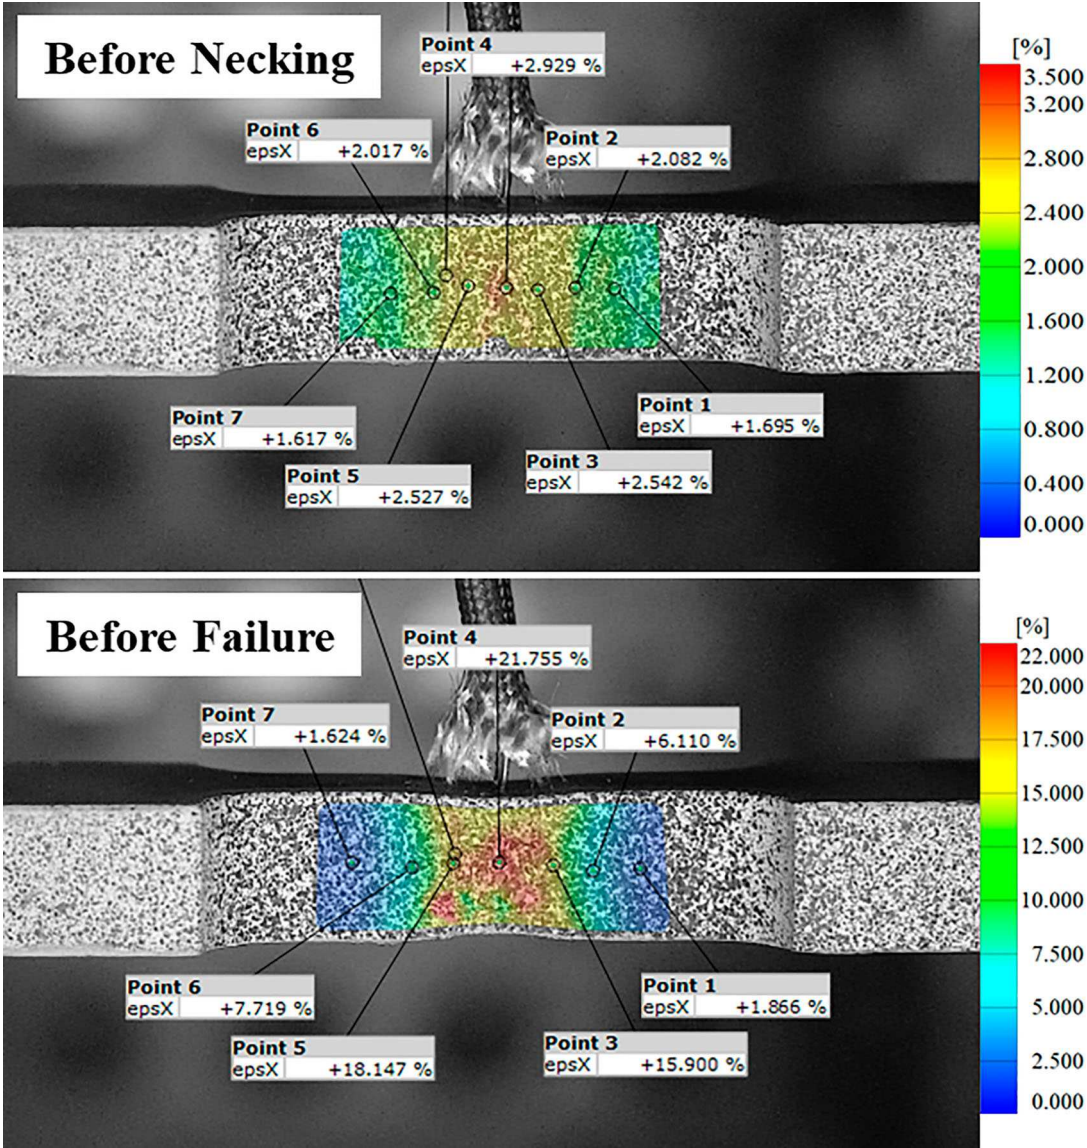 Before Necking
Point 4
epsX +2.929 %
Point 6
epsX +2.017 %
Point 2
epsX +2.082 %
Point 7
epsX +1.617 %
Point 5
epsX +2.527 %
Point 3
epsX +2.542 %
Point 1
epsX +1.695 %
[%]
3.500
3.200
2.800
2.400
2.000
1.600
1.200
0.800
0.400
0.000
Before Failure
Point 4
epsX +21.755 %
Point 7
epsX +1.624 %
Point 2
epsX +6.110 %
Point 6
epsX +7.719 %
Point 5
epsX +18.147 %
Point 3
epsX +15.900 %
Point 1
epsX +1.866 %
[%]
22.000
20.000
17.500
15.000
12.500
10.000
7.500
5.000
2.500
0.000